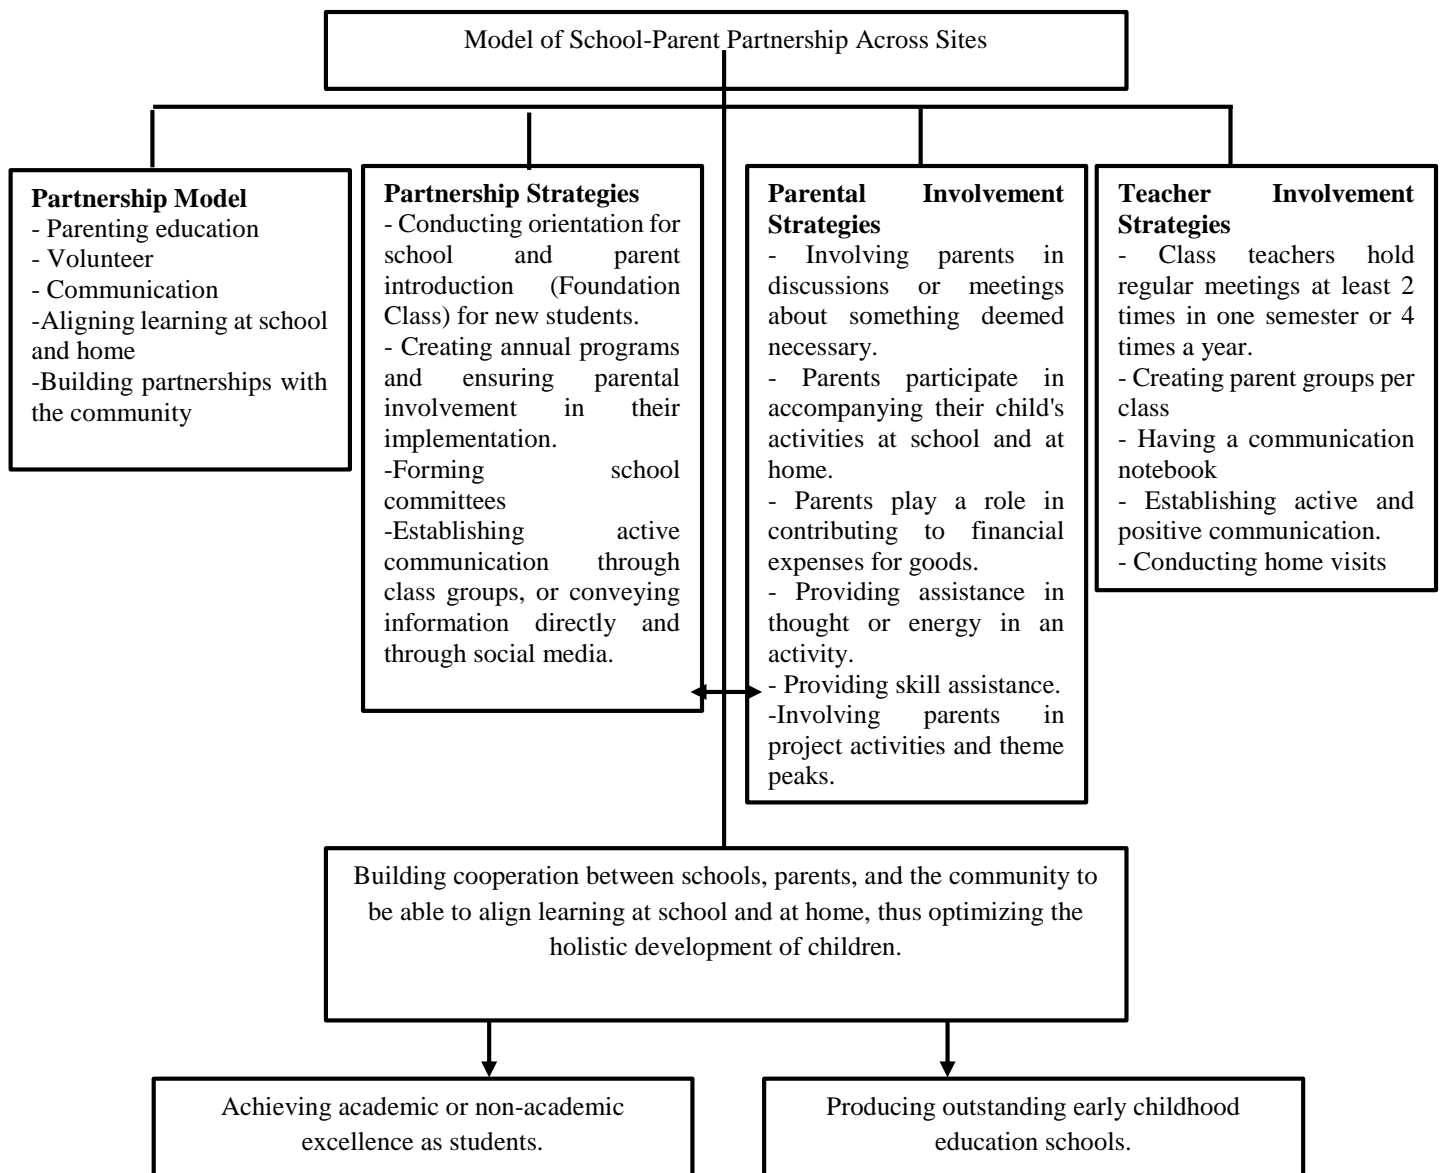 Model of School-Parent Partnership Across Sites
Partnership Model
- Parenting education
- Volunteer
- Communication
-Aligning learning at school
and home
-Building partnerships with
the community
Partnership Strategies
- Conducting orientation for
school and parent
introduction (Foundation
Class) for new students.
- Creating annual programs
and ensuring parental
involvement in their
implementation.
-Forming school
committees
-Establishing active
communication through
class groups, or conveying
information directly and
through social media.
Parental Involvement
Strategies
- Involving parents in
discussions or meetings
about something deemed
necessary.
- Parents participate in
accompanying their child's
activities at school and at
home.
- Parents play a role in
contributing to financial
expenses for goods.
- Providing assistance in
thought or energy in an
activity.
- Providing skill assistance.
-Involving parents in
project activities and theme
peaks.
Teacher Involvement
Strategies
- Class teachers hold
regular meetings at least 2
times in one semester or 4
times a year.
- Creating parent groups per
class
- Having a communication
notebook
- Establishing active and
positive communication.
- Conducting home visits
Building cooperation between schools, parents, and the community to
be able to align learning at school and at home, thus optimizing the
holistic development of children.
Achieving academic or non-academic
excellence as students.
Producing outstanding early childhood
education schools.